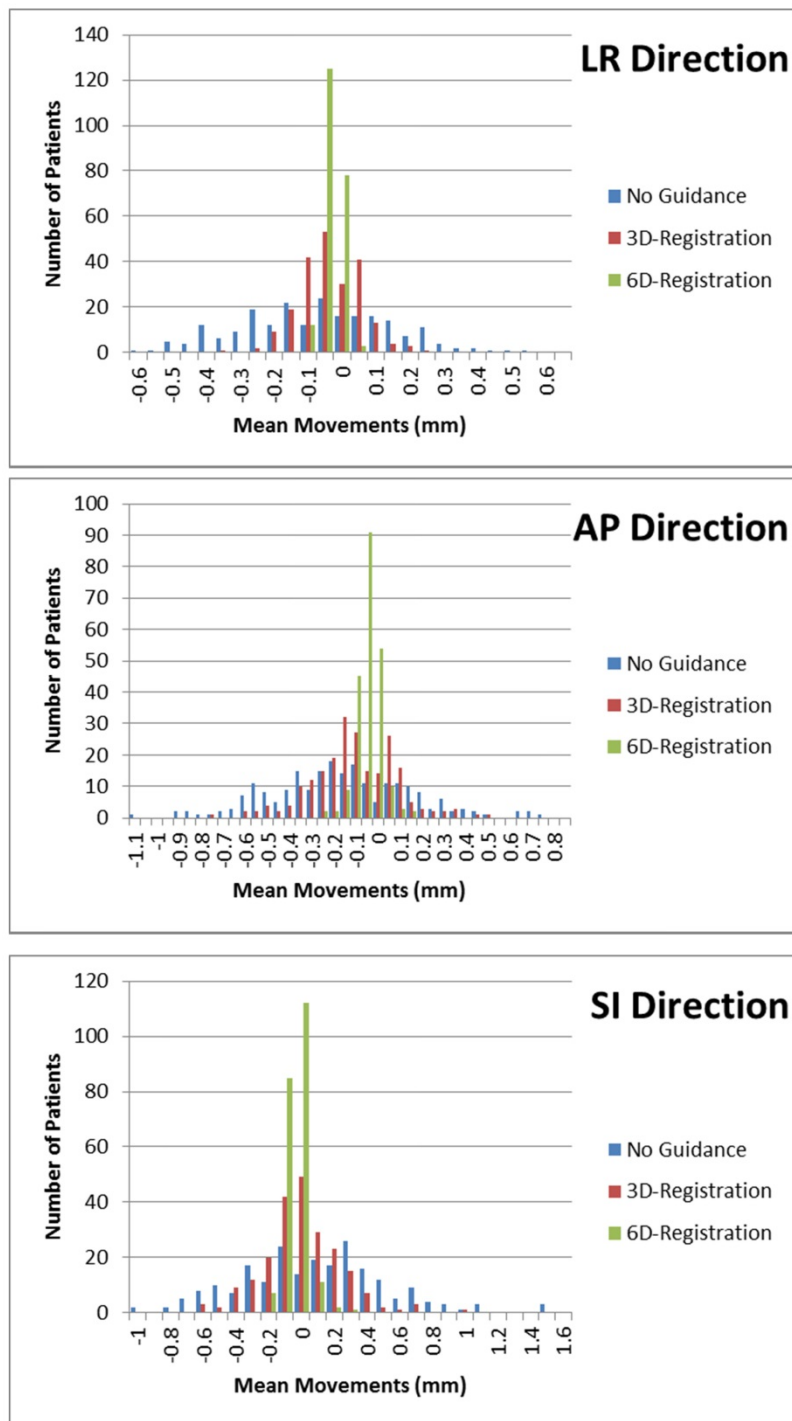 LR Direction
Number of Patients
140
120
100
80
60
40
20
0
-0.6 -0.5 -0.4 -0.3 -0.2 -0.1 0 0.1 0.2 0.3 0.4 0.5 0.6
Mean Movements (mm)
No Guidance
3D-Registration
6D-Registration
AP Direction
Number of Patients
100
90
80
70
60
50
40
30
20
10
0
-1.1 -1 -0.9 -0.8 -0.7 -0.6 -0.5 -0.4 -0.3 -0.2 -0.1 0 0.1 0.2 0.3 0.4 0.5 0.6 0.7 0.8
Mean Movements (mm)
No Guidance
3D-Registration
6D-Registration
SI Direction
Number of Patients
120
100
80
60
40
20
0
-1 -0.8 -0.6 -0.4 -0.2 0 0.2 0.4 0.6 0.8 1 1.2 1.4 1.6
Mean Movements (mm)
No Guidance
3D-Registration
6D-Registration